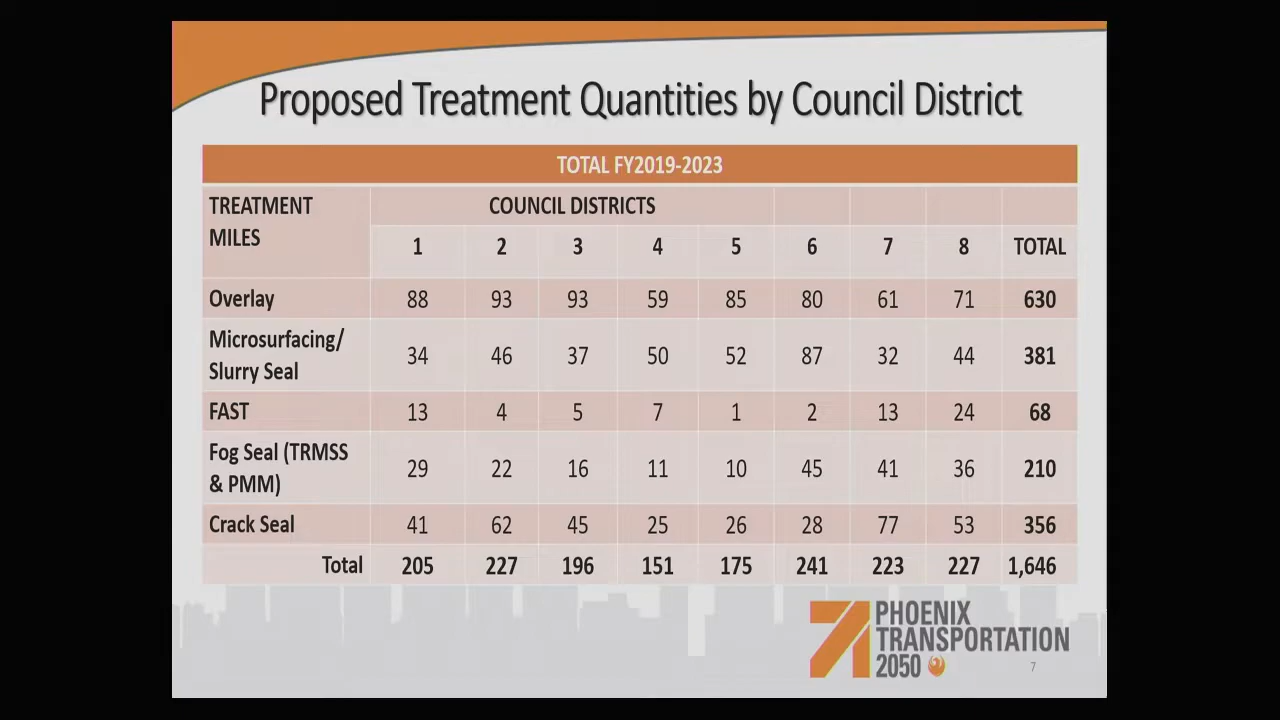 Proposed Treatment Quantities by Council District
TOTAL FY2019-2023
TREATMENT MILES
COUNCIL DISTRICTS
1 2 3 4 5 6 7 8 TOTAL
Overlay 88 93 93 59 85 80 61 71 630
Microsurfacing/
Slurry Seal 34 46 37 50 52 87 32 44 381
FAST 13 4 5 7 1 2 13 24 68
Fog Seal (TRMSS
& PMM) 29 22 16 11 10 45 41 36 210
Crack Seal 41 62 45 25 26 28 77 53 356
Total 205 227 196 151 175 241 223 227 1,646
PHOENIX
TRANSPORTATION
2050
7